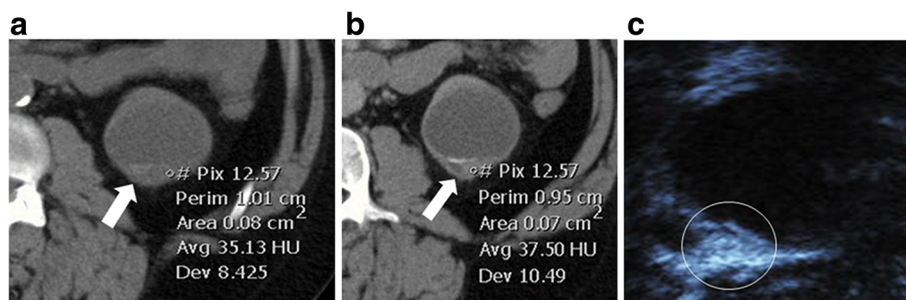 a
b
c
# Pix 12.57
Perim 1.01 cm
Area 0.08 cm2
Avg 35.13 HU
Dev 8.425
# Pix 12.57
Perim 0.95 cm
Area 0.07 cm2
Avg 37.50 HU
Dev 10.49